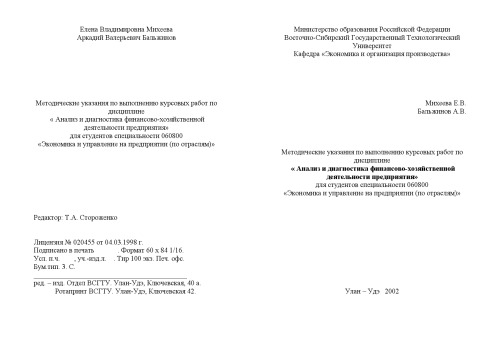 Елена Владимировна Михеева
Аркадий Валерьевич Бальжинов
Методические указания по выполнению курсовых работ по
дисциплине
« Анализ и диагностика финансово-хозяйственной
деятельности предприятия»
для студентов специальности 060800
«Экономика и управление на предприятии (по отраслям)»
Редактор: Т.А. Стороженко
Лицензия № 020455 от 04.03.1998 г.
Подписано в печать . Формат 60 х 84 1/16.
Усл. п.ч. , уч.-изд.л. . Тир 100 экз. Печ. офс.
Бум.тип. З. С.
ред. – изд. Отдел ВСГТУ. Улан-Удэ, Ключевская, 40 а.
Ротапринт ВСГТУ. Улан-Удэ, Ключевская 42.
Министерство образования Российской Федерации
Восточно-Сибирский Государственный Технологический
Университет
Кафедра «Экономика и организация производства»
Михеева Е.В.
Бальжинов А.В.
Методические указания по выполнению курсовых работ по
дисциплине
« Анализ и диагностика финансово-хозяйственной
деятельности предприятия»
для студентов специальности 060800
«Экономика и управление на предприятии (по отраслям)»
Улан – Удэ 2002